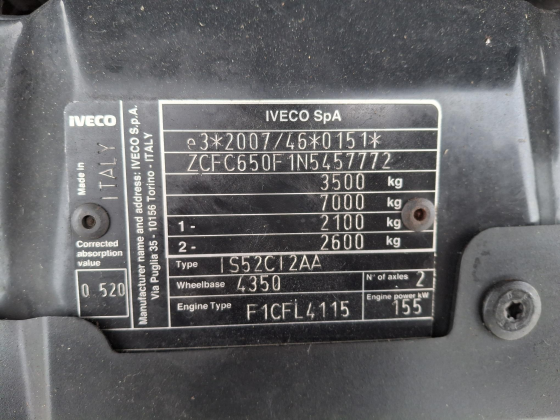 IVECO
Made in
ITALY
Corrected
absorption
value
0 520
Manufacturer name and address: IVECO S.p.A.
Via Puglia 35 - 10156 Torino - ITALY
IVECO SpA
e3*2007/46*0151*
ZCFC650F1N5457772
3500 kg
7000 kg
1- 2100 kg
2- 2600 kg
Type IS52CI2AA
Wheelbase 4350
N° of axles 2
Engine Type F1CFL4115
Engine power kW
155